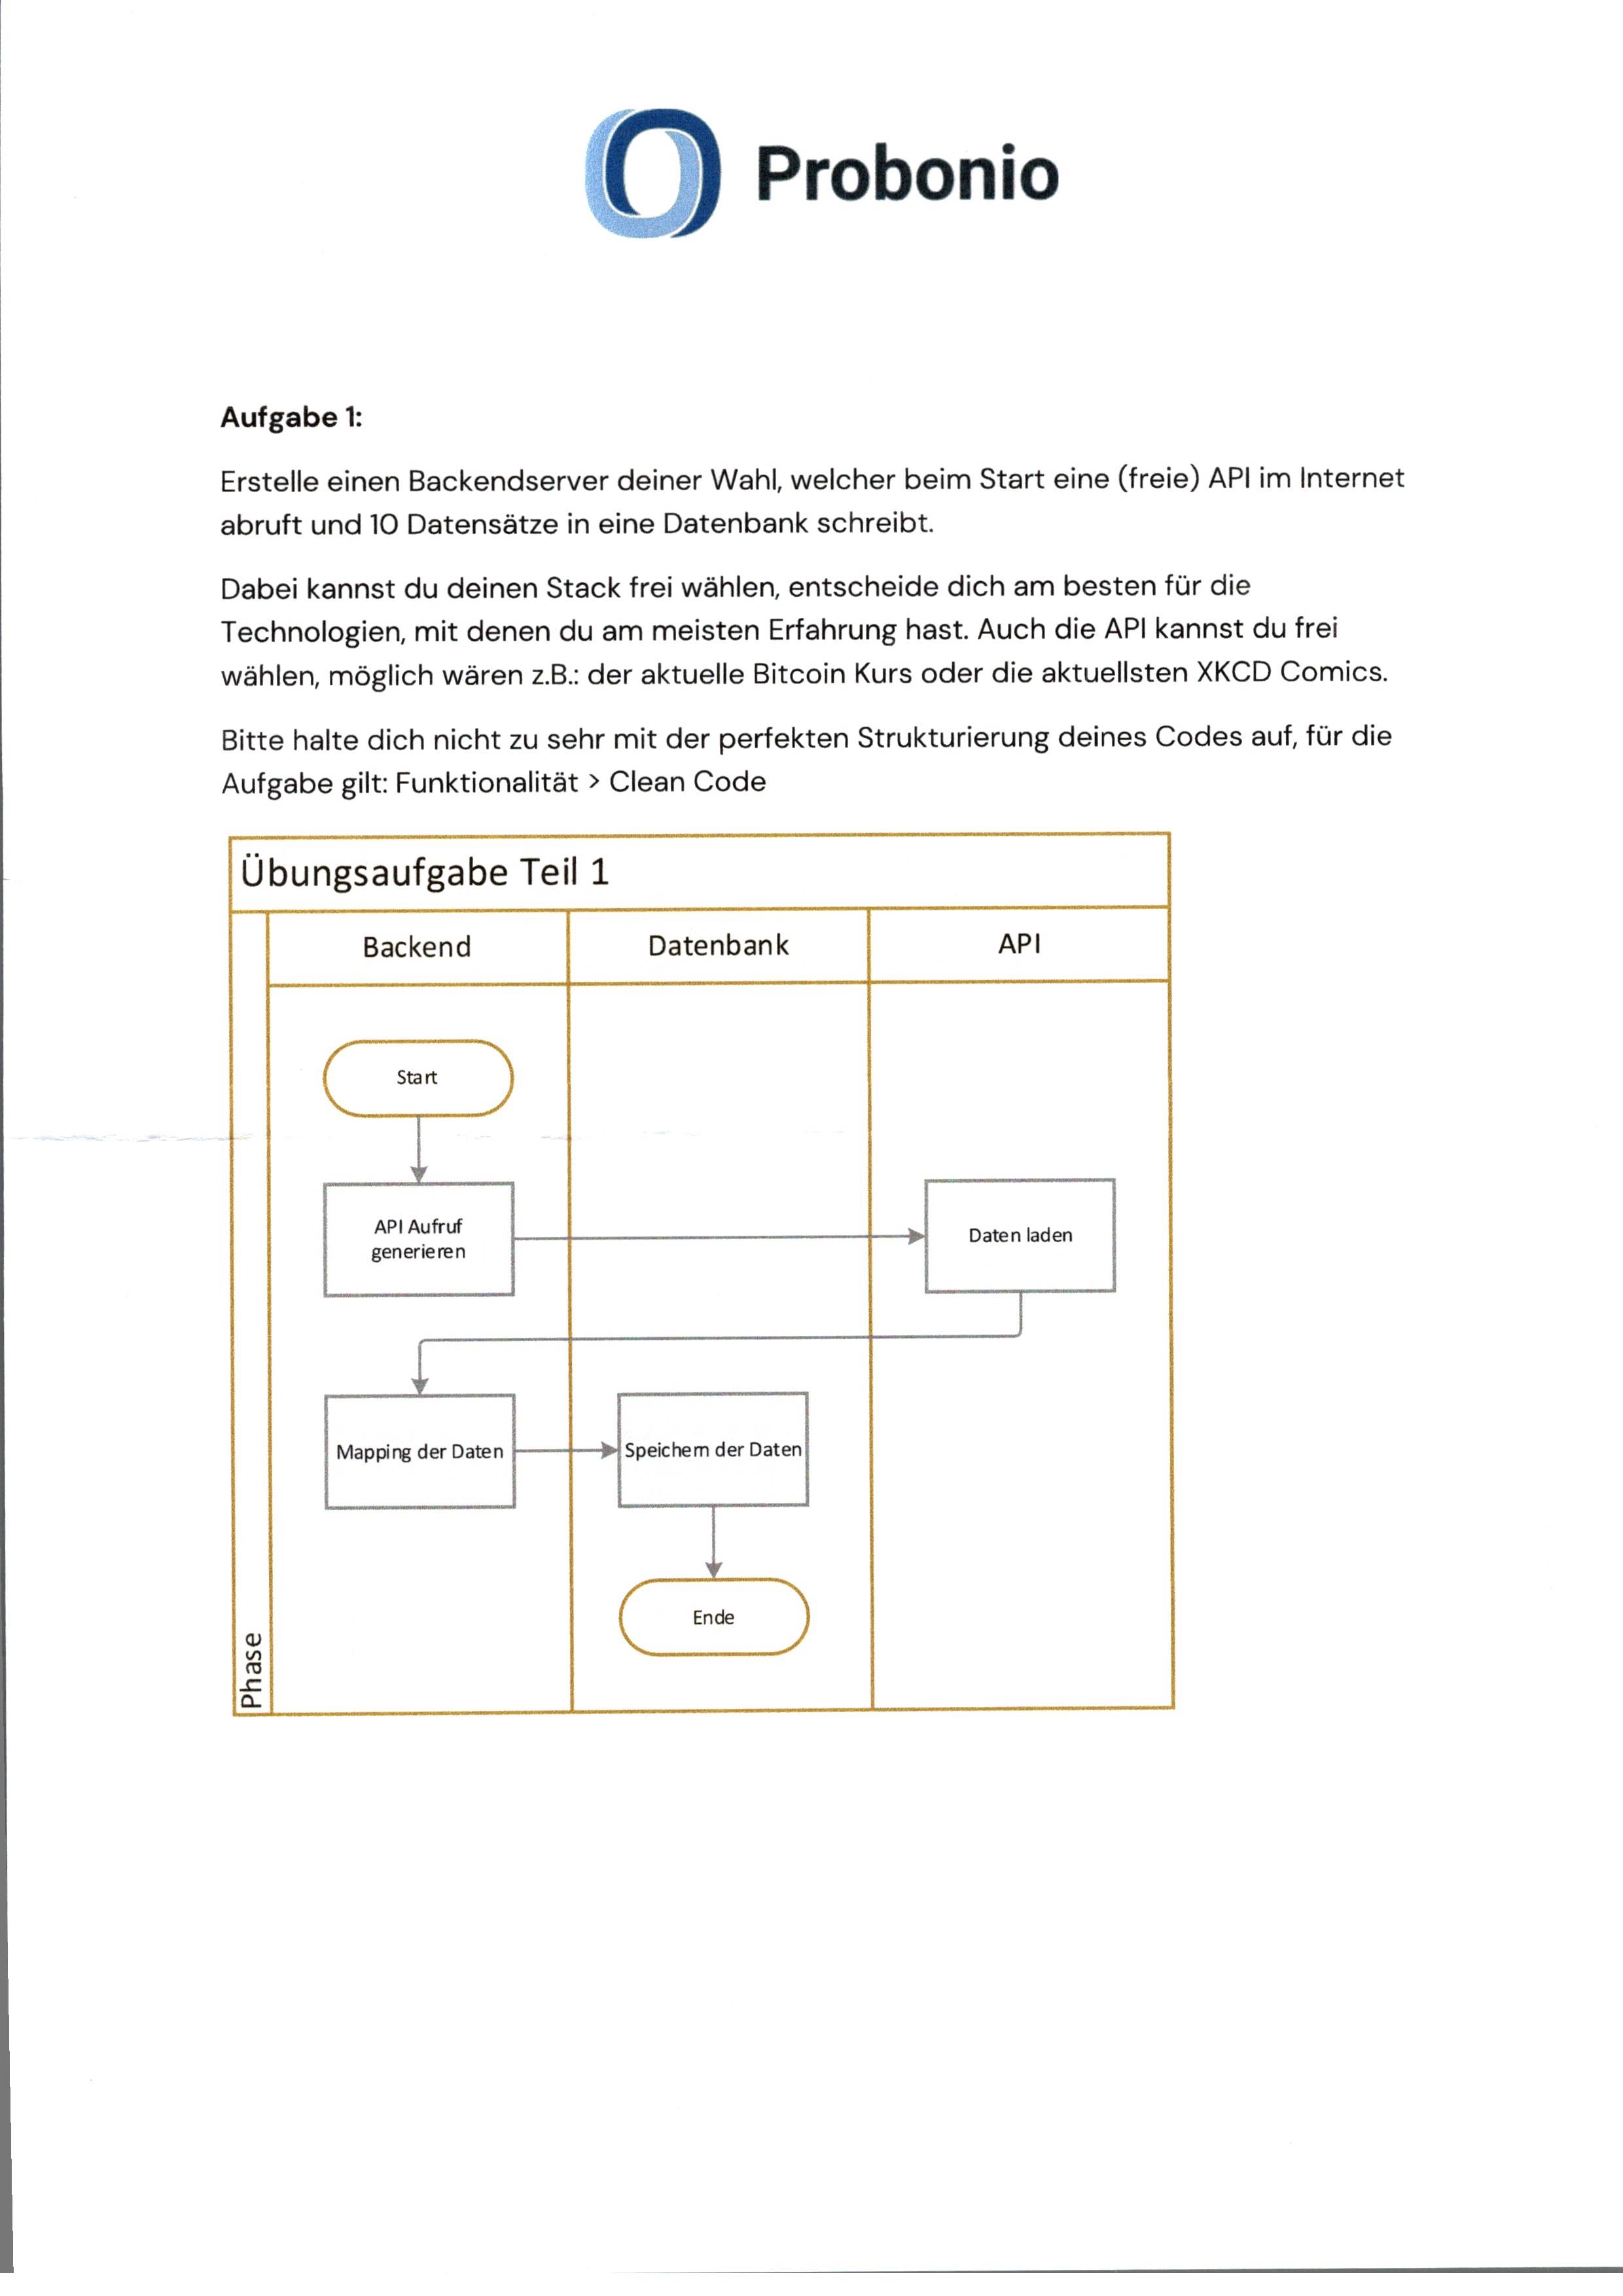 Probonio
Aufgabe 1:
Erstelle einen Backendserver deiner Wahl, welcher beim Start eine (freie) API im Internet
abruft und 10 Datensätze in eine Datenbank schreibt.
Dabei kannst du deinen Stack frei wählen, entscheide dich am besten für die
Technologien, mit denen du am meisten Erfahrung hast. Auch die API kannst du frei
wählen, möglich wären z.B.: der aktuelle Bitcoin Kurs oder die aktuellsten XKCD Comics.
Bitte halte dich nicht zu sehr mit der perfekten Strukturierung deines Codes auf, für die
Aufgabe gilt: Funktionalität > Clean Code
Übungsaufgabe Teil 1
Backend
Datenbank
API
Start
API Aufruf
generieren
Daten laden
Mapping der Daten
Speichern der Daten
Ende
Phase